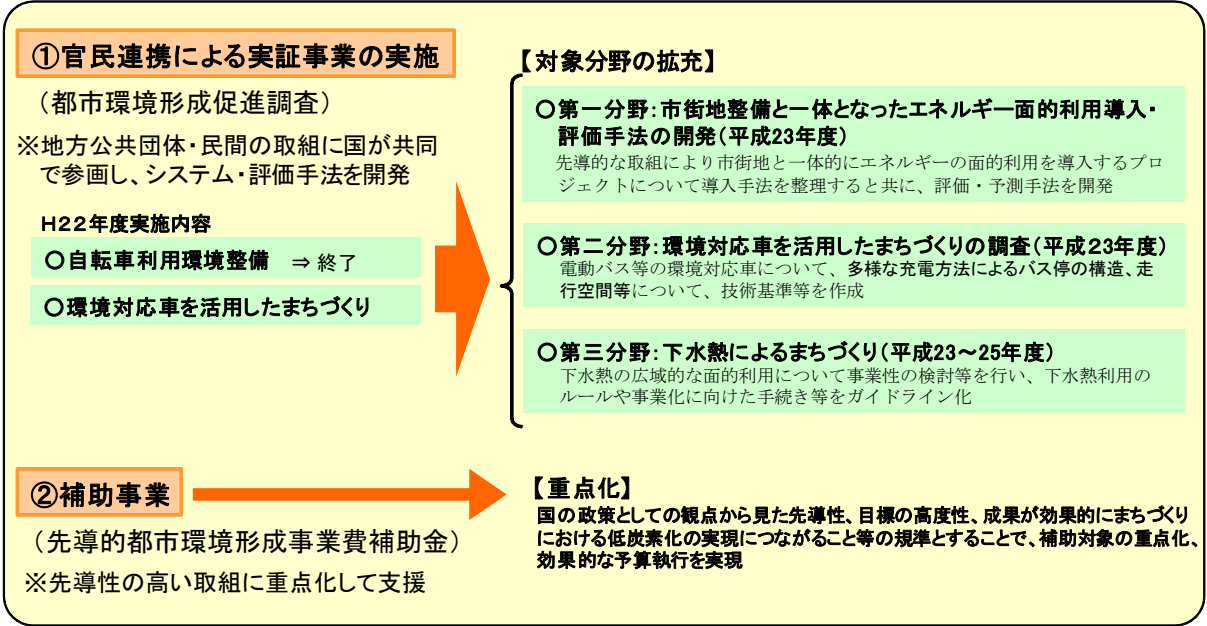 ①官民連携による実証事業の実施
（都市環境形成促進調査）
※地方公共団体・民間の取組に国が共同
で参画し、システム・評価手法を開発
H22年度実施内容
○自転車利用環境整備 ⇒ 終了
○環境対応車を活用したまちづくり
【対象分野の拡充】
○第一分野：市街地整備と一体となったエネルギー面的利用導入・
評価手法の開発（平成23年度）
先導的な取組により市街地と一体的にエネルギーの面的利用を導入するプロ
ジェクトについて導入手法を整理すると共に、評価・予測手法を開発
○第二分野：環境対応車を活用したまちづくりの調査（平成23年度）
電動バス等の環境対応車について、多様な充電方法によるバス停の構造、走
行空間等について、技術基準等を作成
○第三分野：下水熱によるまちづくり（平成23～25年度）
下水熱の広域的な面的利用について事業性の検討等を行い、下水熱利用の
ルールや事業化に向けた手続き等をガイドライン化
②補助事業
（先導的都市環境形成事業費補助金）
※先導性の高い取組に重点化して支援
【重点化】
国の政策としての観点から見た先導性、目標の高度性、成果が効果的にまちづくり
における低炭素化の実現につながること等の規準とすることで、補助対象の重点化、
効果的な予算執行を実現